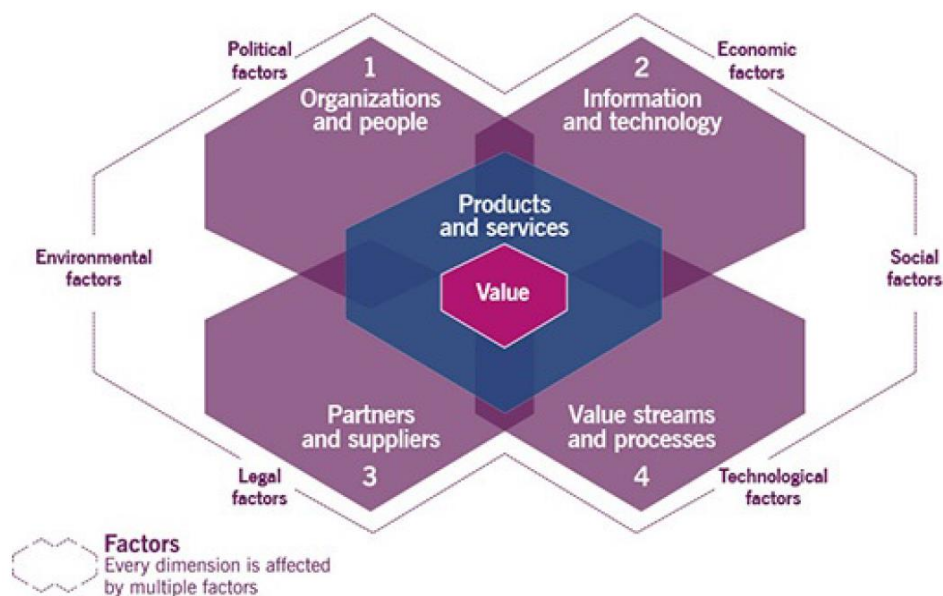 Political
factors
Economic
factors
1
Organizations
and people
2
Information
and technology
Products
and services
Value
Environmental
factors
Social
factors
Partners
and suppliers
3
Value streams
and processes
4
Legal
factors
Technological
factors
Factors
Every dimension is affected
by multiple factors